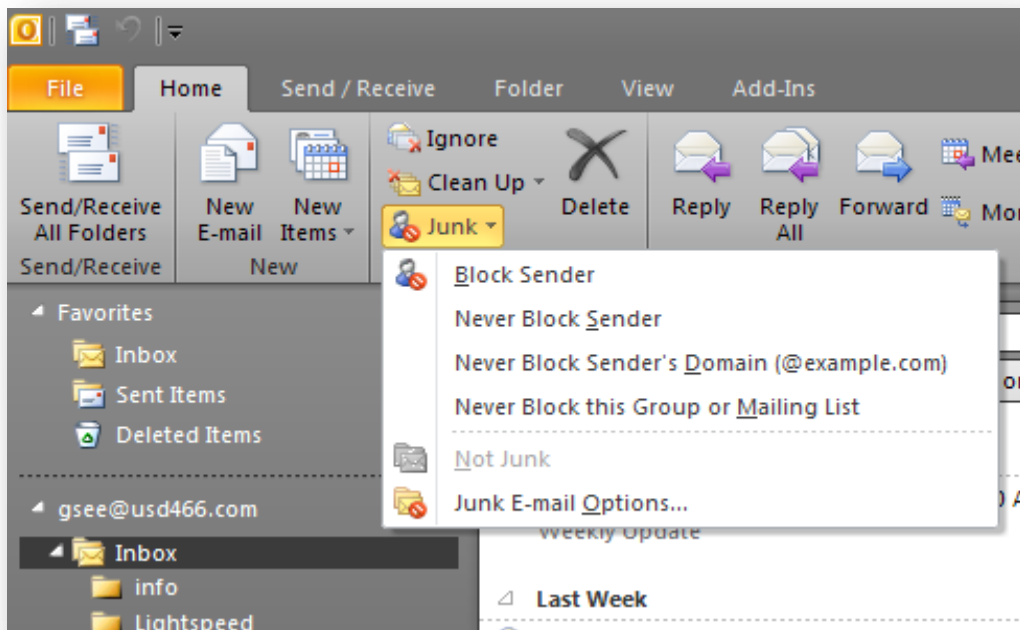 File Home Send / Receive Folder View Add-Ins
Ignore
Clean Up
Junk
Send/Receive
All Folders
New
E-mail
New
Items
Delete
Reply
Reply
All
Forward
Send/Receive
New
Block Sender
Never Block Sender
Never Block Sender's Domain (@example.com)
Never Block this Group or Mailing List
Not Junk
Junk E-mail Options...
Favorites
Inbox
Sent Items
Deleted Items
gsee@usd466.com
Inbox
info
Lightspeed
Weekly Update
Last Week